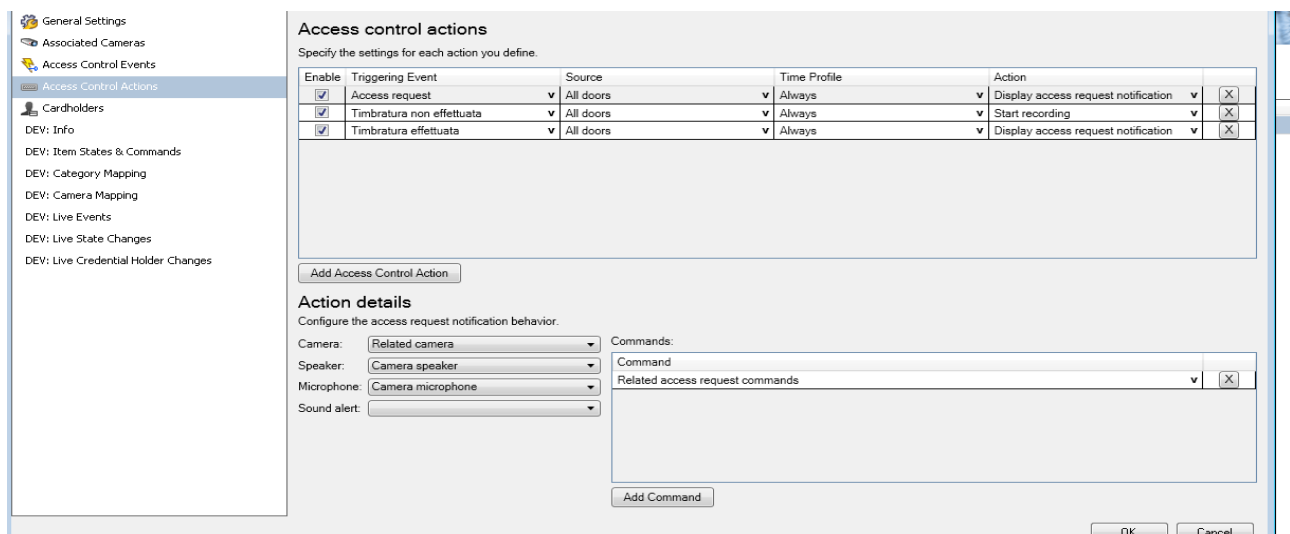 General Settings
Associated Cameras
Access Control Events
Access Control Actions
Cardholders
DEV: Info
DEV: Item States & Commands
DEV: Category Mapping
DEV: Camera Mapping
DEV: Live Events
DEV: Live State Changes
DEV: Live Credential Holder Changes
Access control actions
Specify the settings for each action you define.
Enable Triggering Event Source Time Profile Action
Access request v All doors v Always v Display access request notification v X
Timbratura non effettuata v All doors v Always v Start recording v X
Timbratura effettuata v All doors v Always v Display access request notification v X
Add Access Control Action
Action details
Configure the access request notification behavior.
Camera: Related camera
Speaker: Camera speaker
Microphone: Camera microphone
Sound alert:
Commands:
Command
Related access request commands v X
Add Command
OK Cancel